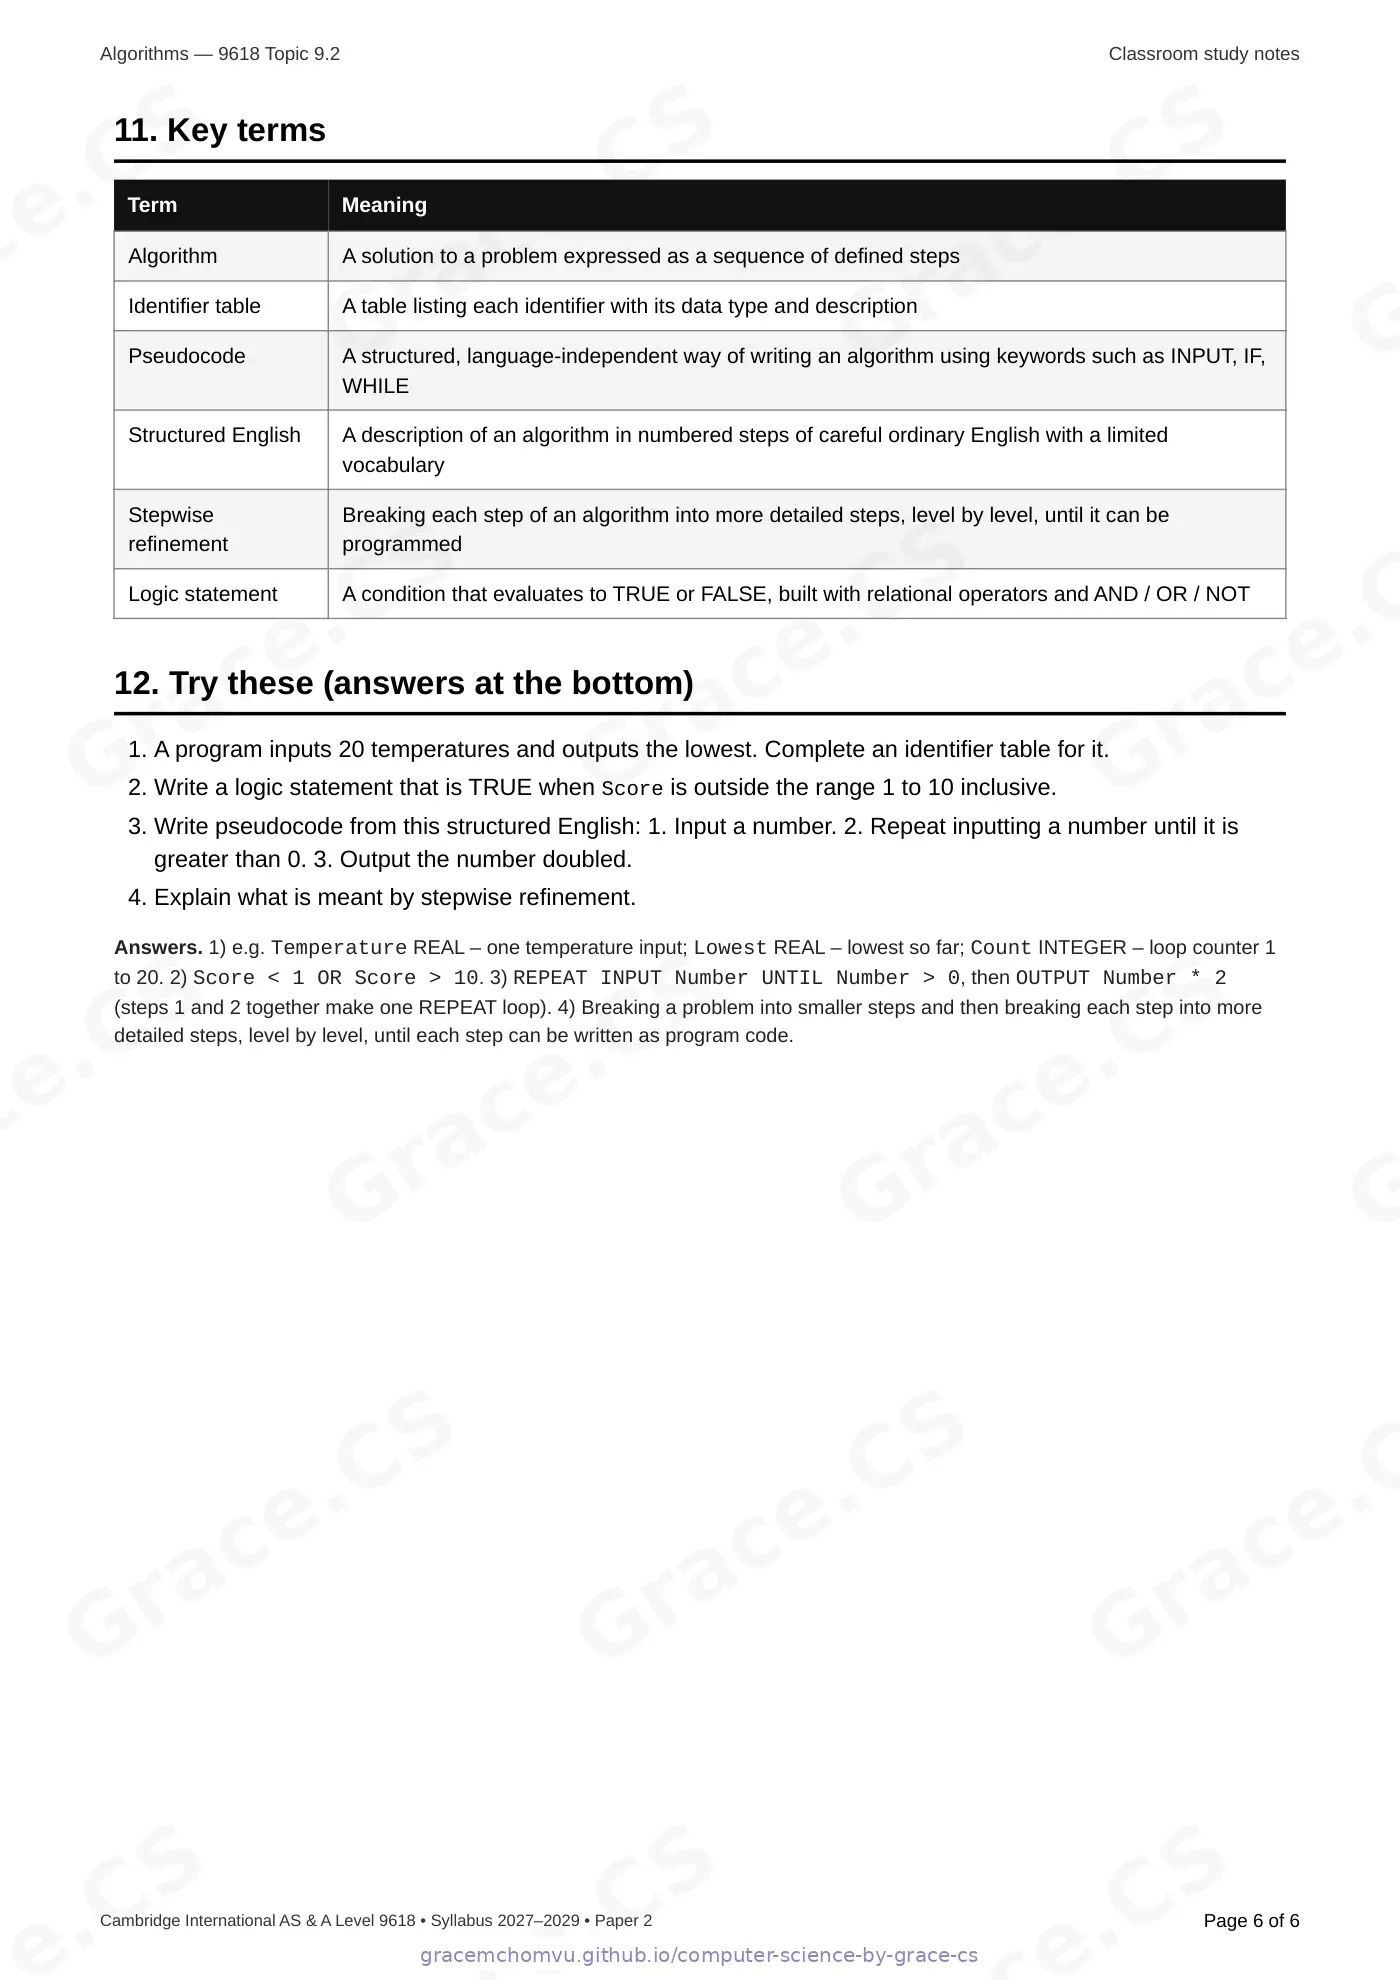 Algorithms — 9618 Topic 9.2
Classroom study notes
11. Key terms
Term
Meaning
Algorithm
A solution to a problem expressed as a sequence of defined steps
Identifier table
A table listing each identifier with its data type and description
Pseudocode
A structured, language-independent way of writing an algorithm using keywords such as INPUT, IF,
WHILE
Structured English
A description of an algorithm in numbered steps of careful ordinary English with a limited
vocabulary
Stepwise
refinement
Breaking each step of an algorithm into more detailed steps, level by level, until it can be
programmed
Logic statement
A condition that evaluates to TRUE or FALSE, built with relational operators and AND / OR / NOT
12. Try these (answers at the bottom)
1. A program inputs 20 temperatures and outputs the lowest. Complete an identifier table for it.
2. Write a logic statement that is TRUE when Score is outside the range 1 to 10 inclusive.
3. Write pseudocode from this structured English: 1. Input a number. 2. Repeat inputting a number until it is
greater than 0. 3. Output the number doubled.
4. Explain what is meant by stepwise refinement.
Answers. 1) e.g. Temperature REAL – one temperature input; Lowest REAL – lowest so far; Count INTEGER – loop counter 1
to 20. 2) Score < 1 OR Score > 10. 3) REPEAT INPUT Number UNTIL Number > 0, then OUTPUT Number * 2
(steps 1 and 2 together make one REPEAT loop). 4) Breaking a problem into smaller steps and then breaking each step into more
detailed steps, level by level, until each step can be written as program code.
Cambridge International AS & A Level 9618 • Syllabus 2027–2029 • Paper 2
Page 6 of 6
gracemchomvu.github.io/computer-science-by-grace-cs
Grace.CS